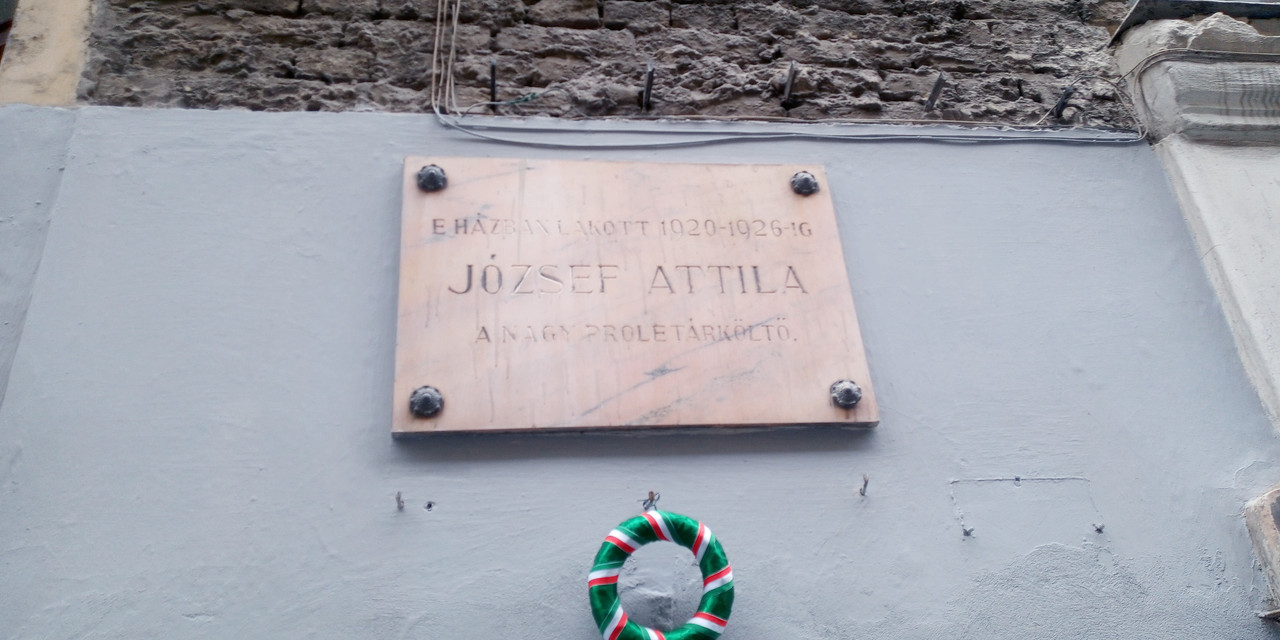 E HÁZBAN LAKOTT 1920-1926-IG
JÓZSEF ATTILA
A NAGY PROLETÁRKÖLTŐ.